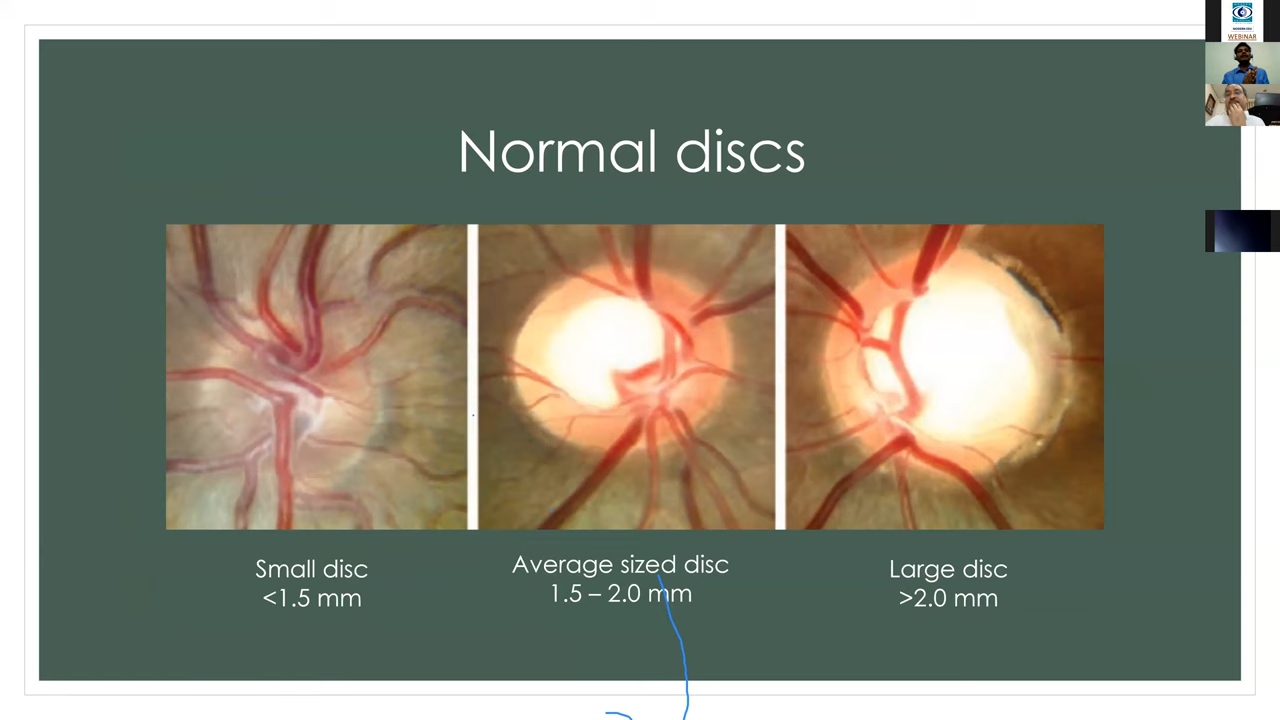 Normal discs
Small disc
<1.5 mm
Average sized disc
1.5 – 2.0 mm
Large disc
>2.0 mm
WEBINAR